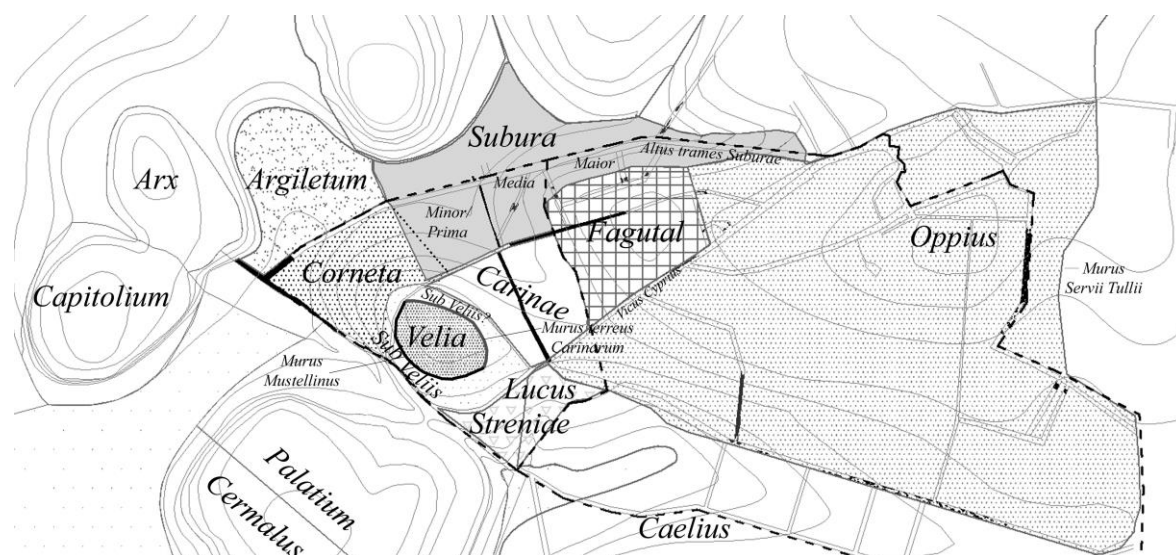 Subura
Altus trames Suburae
Maior
Arx
Argiletum
Media
Minor/
Prima
Fagutal
Oppius
Corneta
Murus
Servii Tullii
Capitolium
Carinae
Vicus Cyprius
Sub Veliis?
Velia
Murus terreus
Carinarum
Sub Veliis
Murus
Mustellinus
Lucus
Streniae
Palatium
Cermalus
Caelius